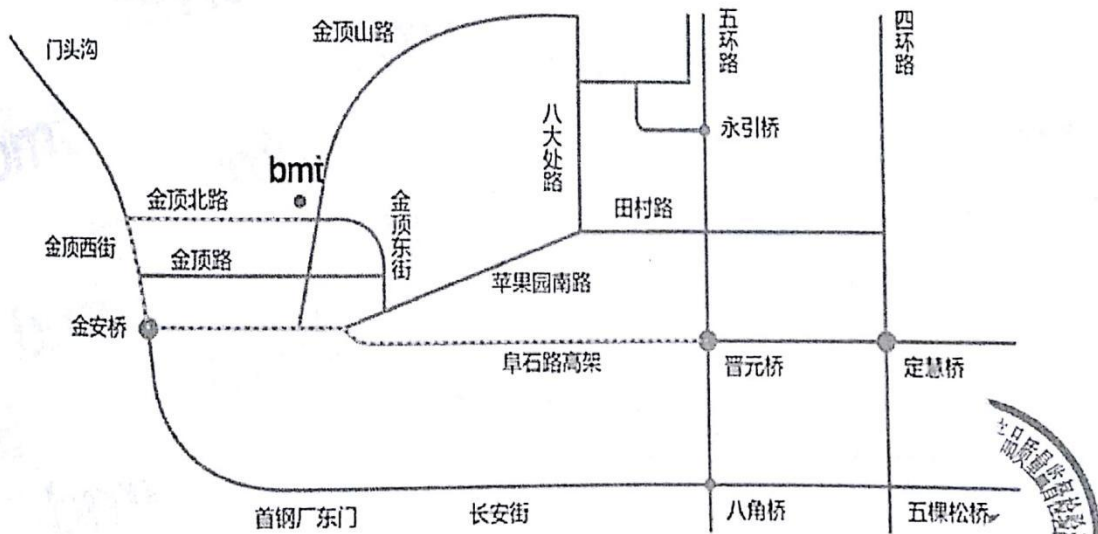 门头沟
金顶山路
五环路
四环路
八大处路
永引桥
bmi
金顶北路
金顶东街
田村路
金顶西街
金顶路
苹果园南路
金安桥
阜石路高架
晋元桥
定慧桥
首钢厂东门
长安街
八角桥
五棵松桥